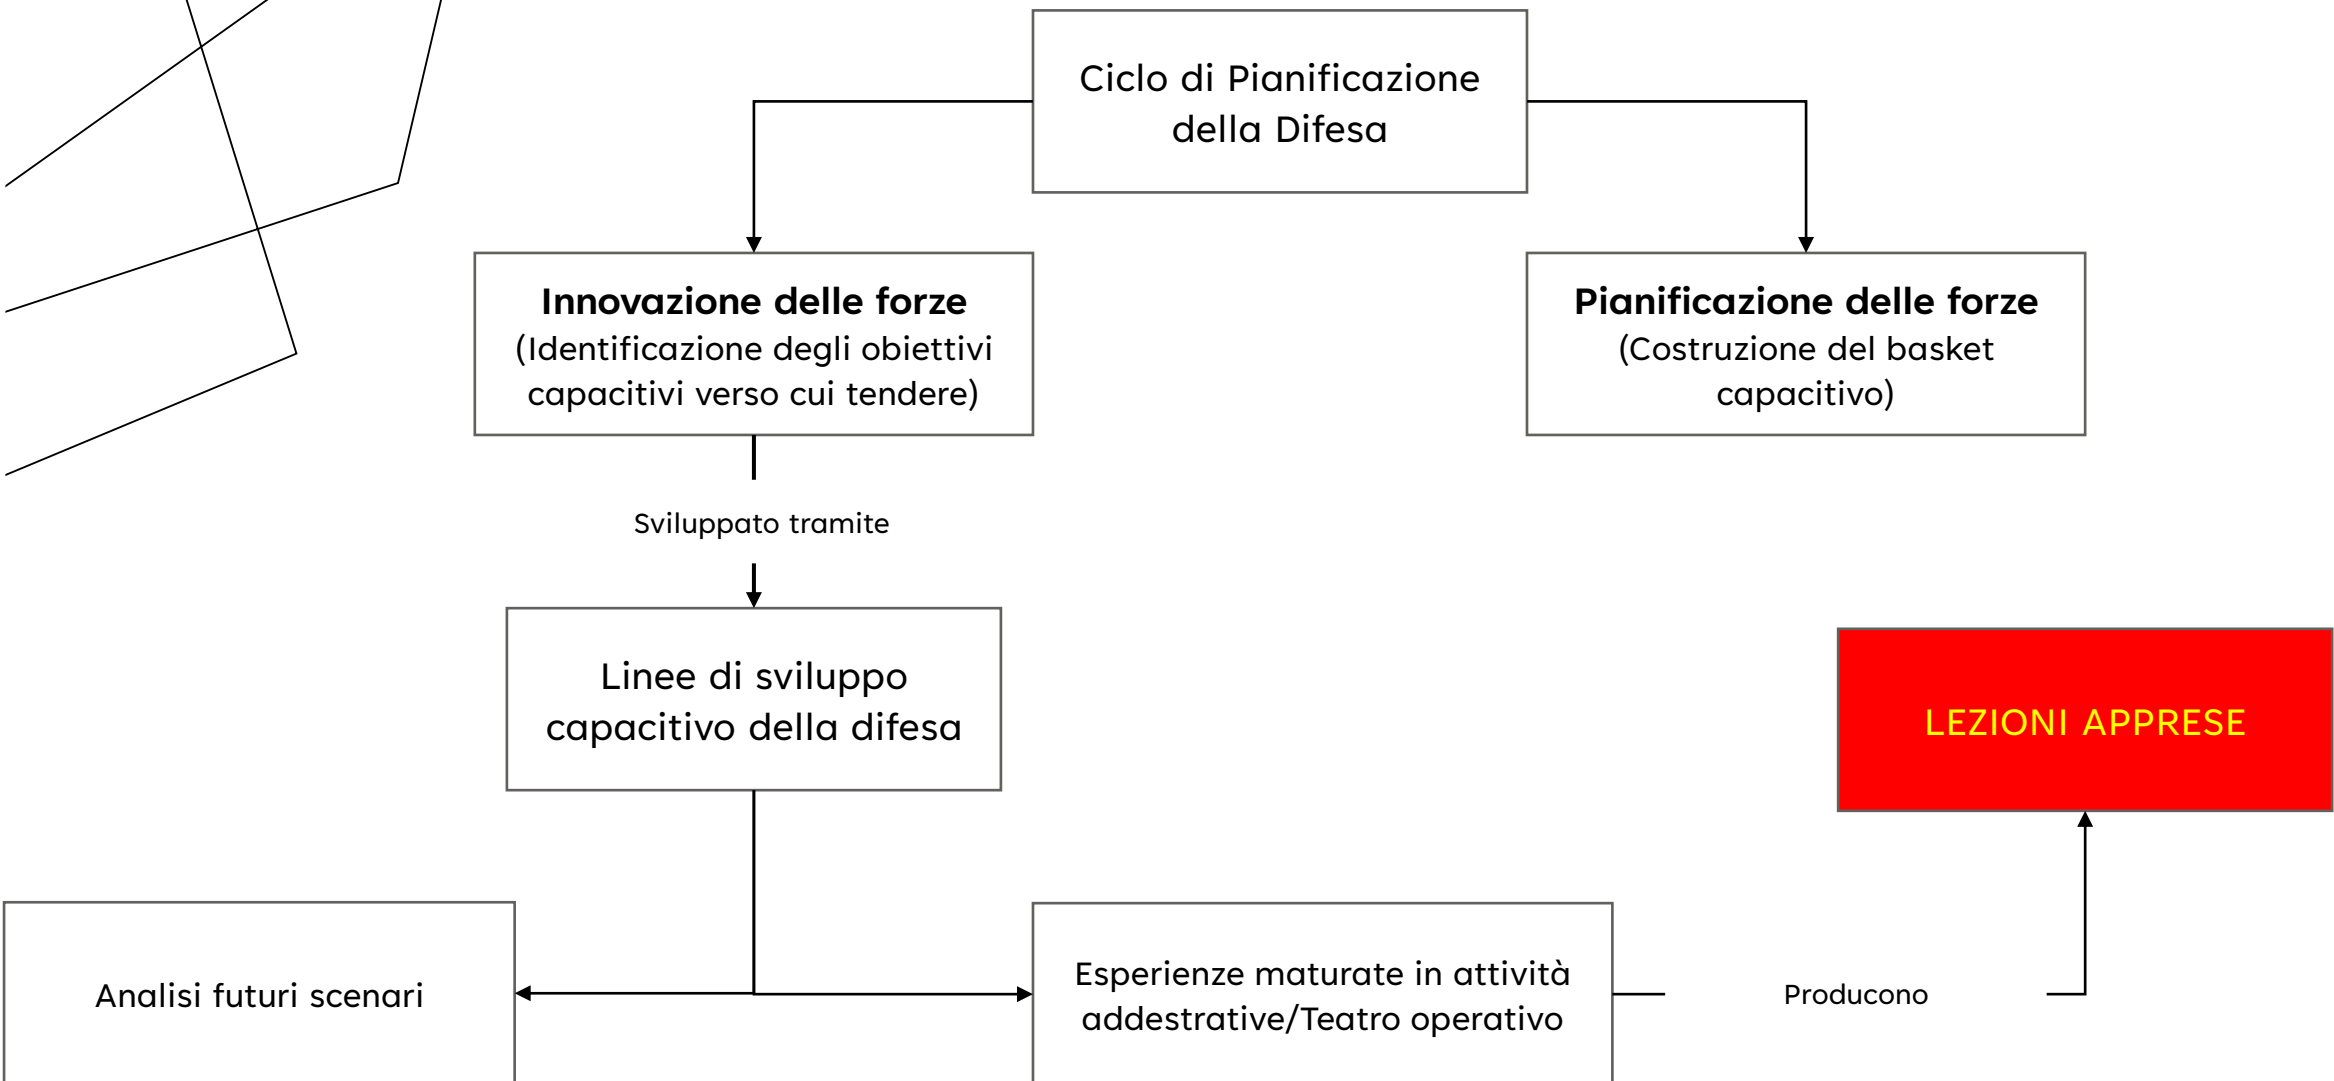 Ciclo di Pianificazione
della Difesa
Innovazione delle forze
(Identificazione degli obiettivi
capacitivi verso cui tendere)
Pianificazione delle forze
(Costruzione del basket
capacitivo)
Sviluppato tramite
Linee di sviluppo
capacitivo della difesa
LEZIONI APPRESE
Analisi futuri scenari
Esperienze maturate in attività
addestrative/Teatro operativo
Producono